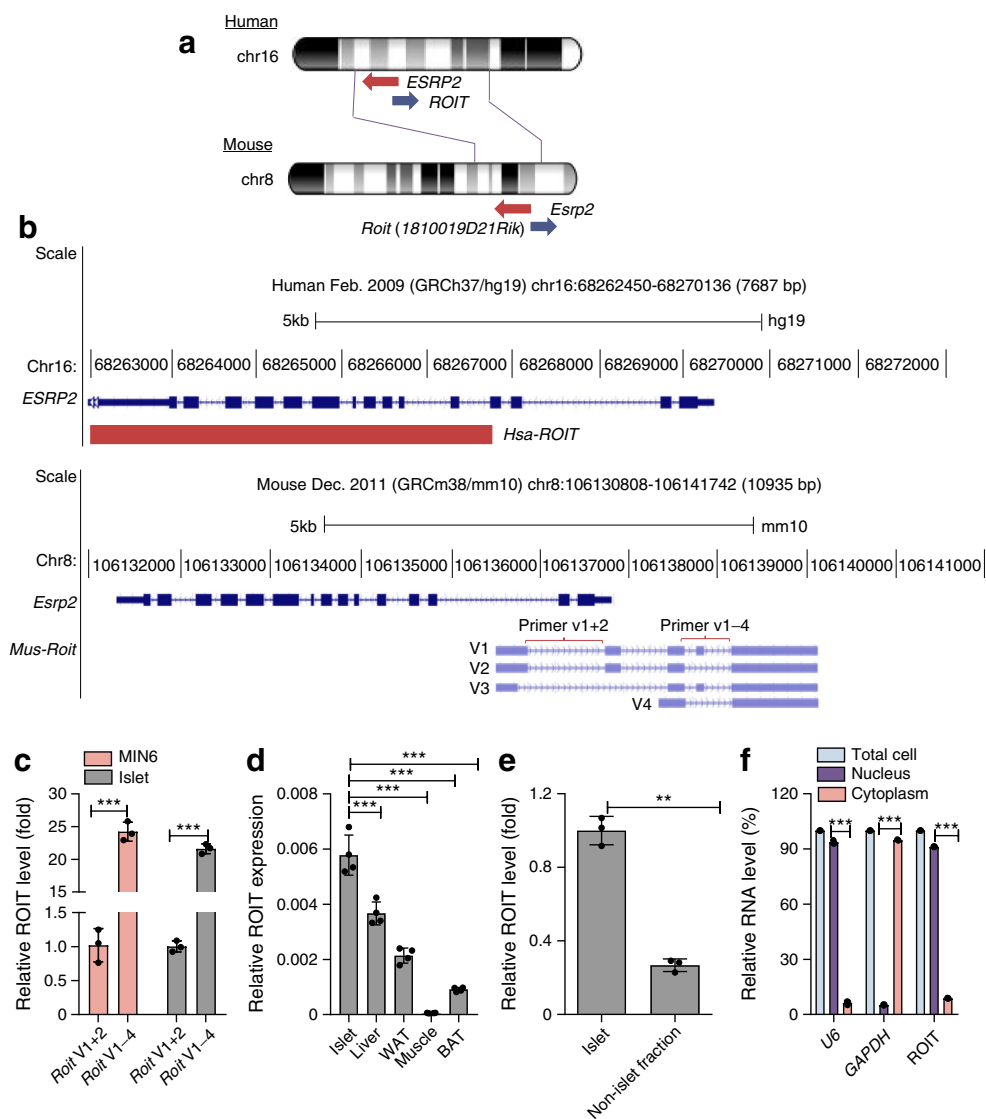 a
Human
chr16
ESRP2
ROIT
Mouse
chr8
Esrp2
Roit (1810019D21Rik)
b
Scale
Human Feb. 2009 (GRCh37/hg19) chr16:68262450-68270136 (7687 bp)
5kb hg19
Chr16: 68263000 68264000 68265000 68266000 68267000 68268000 68269000 68270000 68271000 68272000
ESRP2
Hsa-ROIT
Scale
Mouse Dec. 2011 (GRCm38/mm10) chr8:106130808-106141742 (10935 bp)
5kb mm10
Chr8: 106132000 106133000 106134000 106135000 106136000 106137000 106138000 106139000 106140000 106141000
Esrp2
Primer v1+2 Primer v1–4
Mus-Roit
V1
V2
V3
V4
c
MIN6
Islet
Relative ROIT level (fold)
30
25
20
15
1.5
1.0
0.5
0
***
***
Roit V1+2
Roit V1–4
Roit V1+2
Roit V1–4
d
Relative ROIT expression
0.008
0.006
0.004
0.002
0
***
***
***
***
Islet
Liver
WAT
Muscle
BAT
e
Relative ROIT level (fold)
1.2
0.8
0.4
0
**
Islet
Non-islet fraction
f
Total cell
Nucleus
Cytoplasm
Relative RNA level (%)
120
90
60
30
0
***
***
***
U6
GAPDH
ROIT